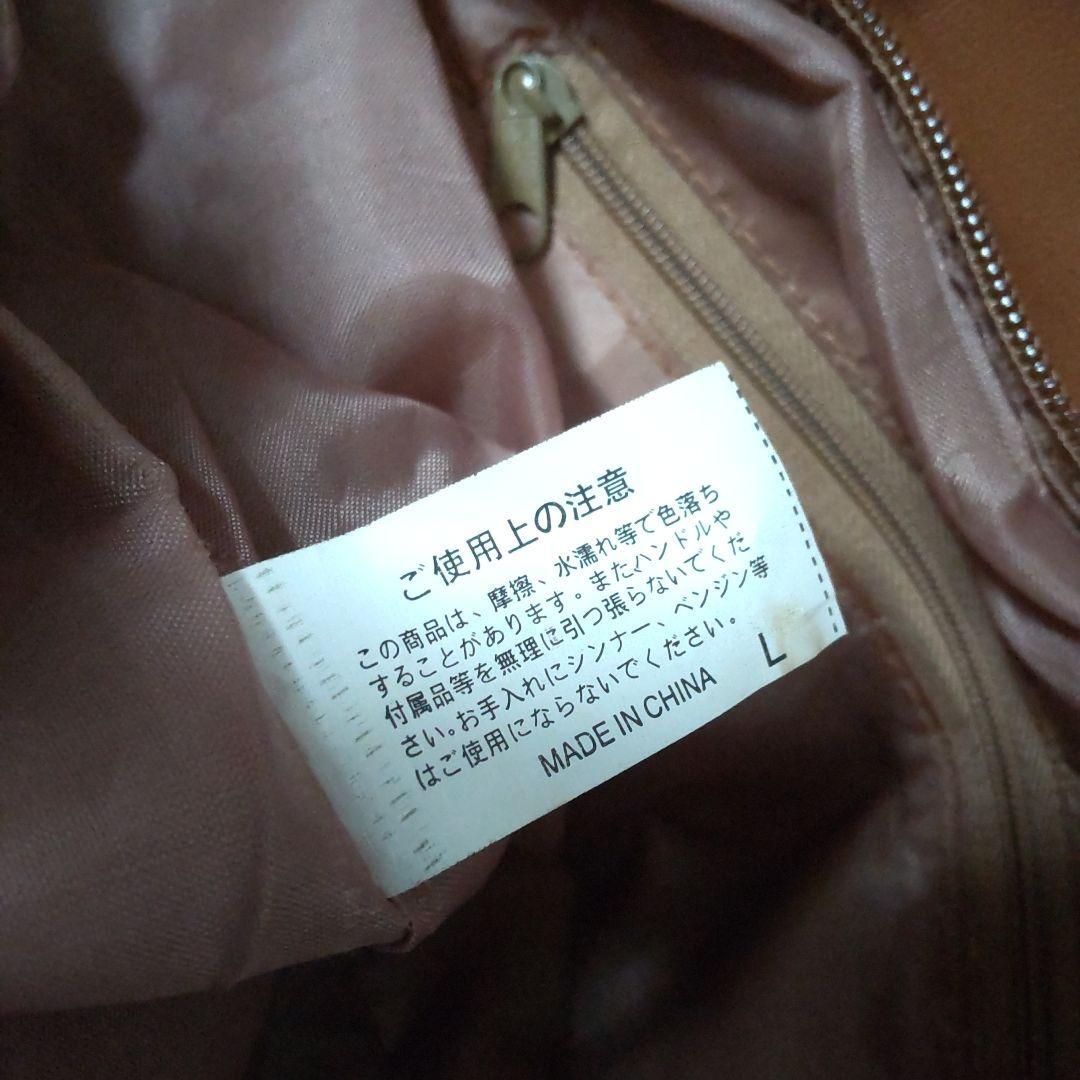 ご使用上の注意
この商品は、摩擦、水濡れ等で色落ち
することがあります。またハンドルや
付属品等を無理に引つ張らないでくだ
さい。お手入れにシンナー、ベンジン等
はご使用にならないでください。
MADE IN CHINA L